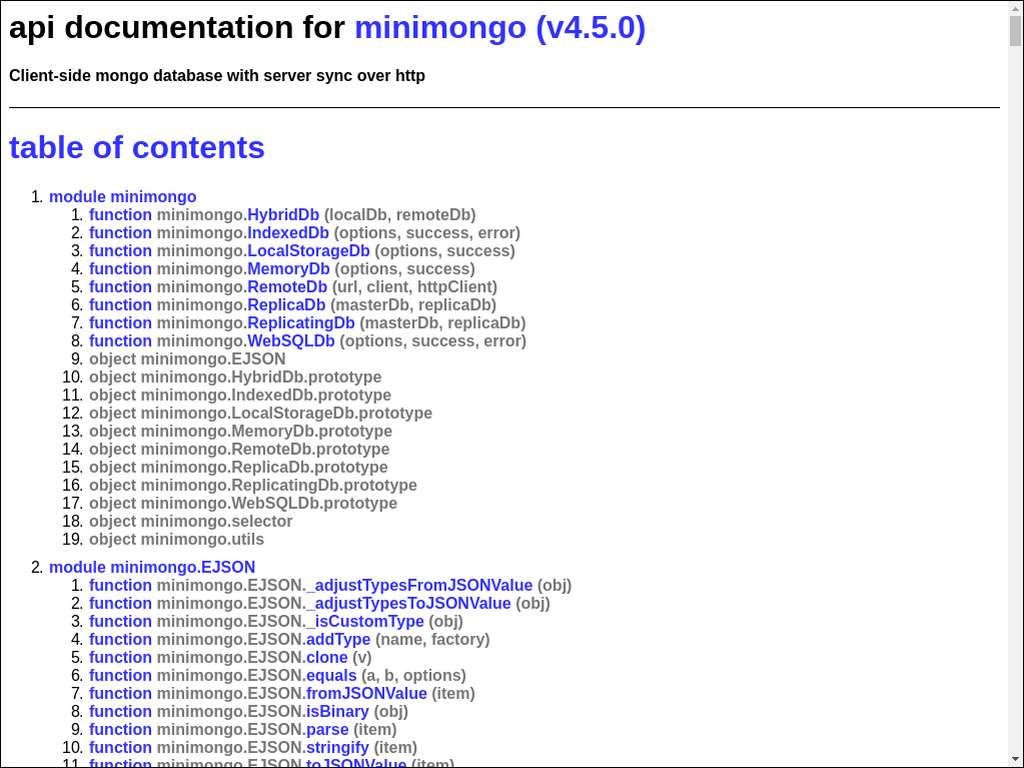 api documentation for minimongo (v4.5.0)
Client-side mongo database with server sync over http
table of contents
1. module minimongo
1. function minimongo.HybridDb (localDb, remoteDb)
2. function minimongo.IndexedDb (options, success, error)
3. function minimongo.LocalStorageDb (options, success)
4. function minimongo.MemoryDb (options, success)
5. function minimongo.RemoteDb (url, client, httpClient)
6. function minimongo.ReplicaDb (masterDb, replicaDb)
7. function minimongo.ReplicatingDb (masterDb, replicaDb)
8. function minimongo.WebSQLDb (options, success, error)
9. object minimongo.EJSON
10. object minimongo.HybridDb.prototype
11. object minimongo.IndexedDb.prototype
12. object minimongo.LocalStorageDb.prototype
13. object minimongo.MemoryDb.prototype
14. object minimongo.RemoteDb.prototype
15. object minimongo.ReplicaDb.prototype
16. object minimongo.ReplicatingDb.prototype
17. object minimongo.WebSQLDb.prototype
18. object minimongo.selector
19. object minimongo.utils
2. module minimongo.EJSON
1. function minimongo.EJSON._adjustTypesFromJSONValue (obj)
2. function minimongo.EJSON._adjustTypesToJSONValue (obj)
3. function minimongo.EJSON._isCustomType (obj)
4. function minimongo.EJSON.addType (name, factory)
5. function minimongo.EJSON.clone (v)
6. function minimongo.EJSON.equals (a, b, options)
7. function minimongo.EJSON.fromJSONValue (item)
8. function minimongo.EJSON.isBinary (obj)
9. function minimongo.EJSON.parse (item)
10. function minimongo.EJSON.stringify (item)
11. function minimongo.EJSON.toJSONValue (item)